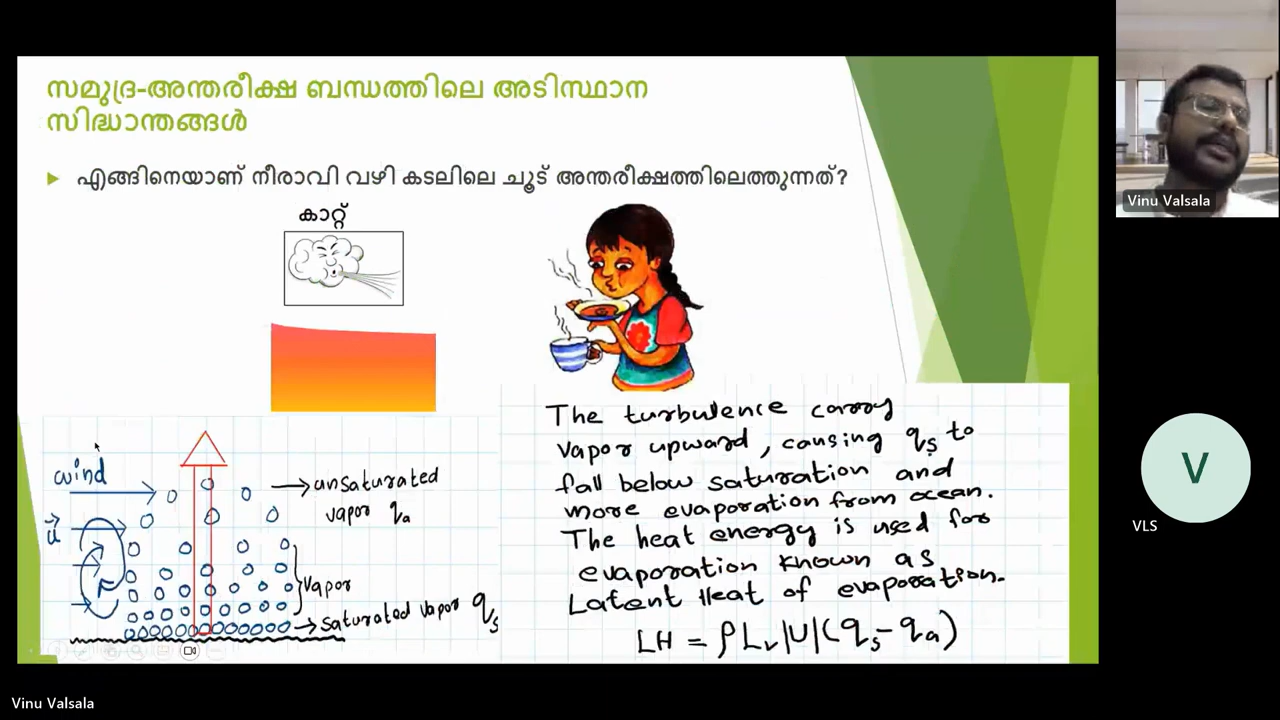 സമുദ്ര-അന്തരീക്ഷ ബന്ധത്തിലെ അടിസ്ഥാന
സിദ്ധാന്തങ്ങൾ
എങ്ങിനെയാണ് നീരാവി വഴി കടലിലെ ചൂട് അന്തരീക്ഷത്തിലെത്തുന്നത്?
കാറ്റ്
wind
u
unsaturated
vapor qa
vapor
saturated vapor qs
The turbulence carry
vapor upward, causing qs to
fall below saturation and
more evaporation from ocean.
The heat energy is used for
evaporation known as
Latent Heat of evaporation.
LH = ρLv|U|(qs-qa)
Vinu Valsala
V
VLS
Vinu Valsala